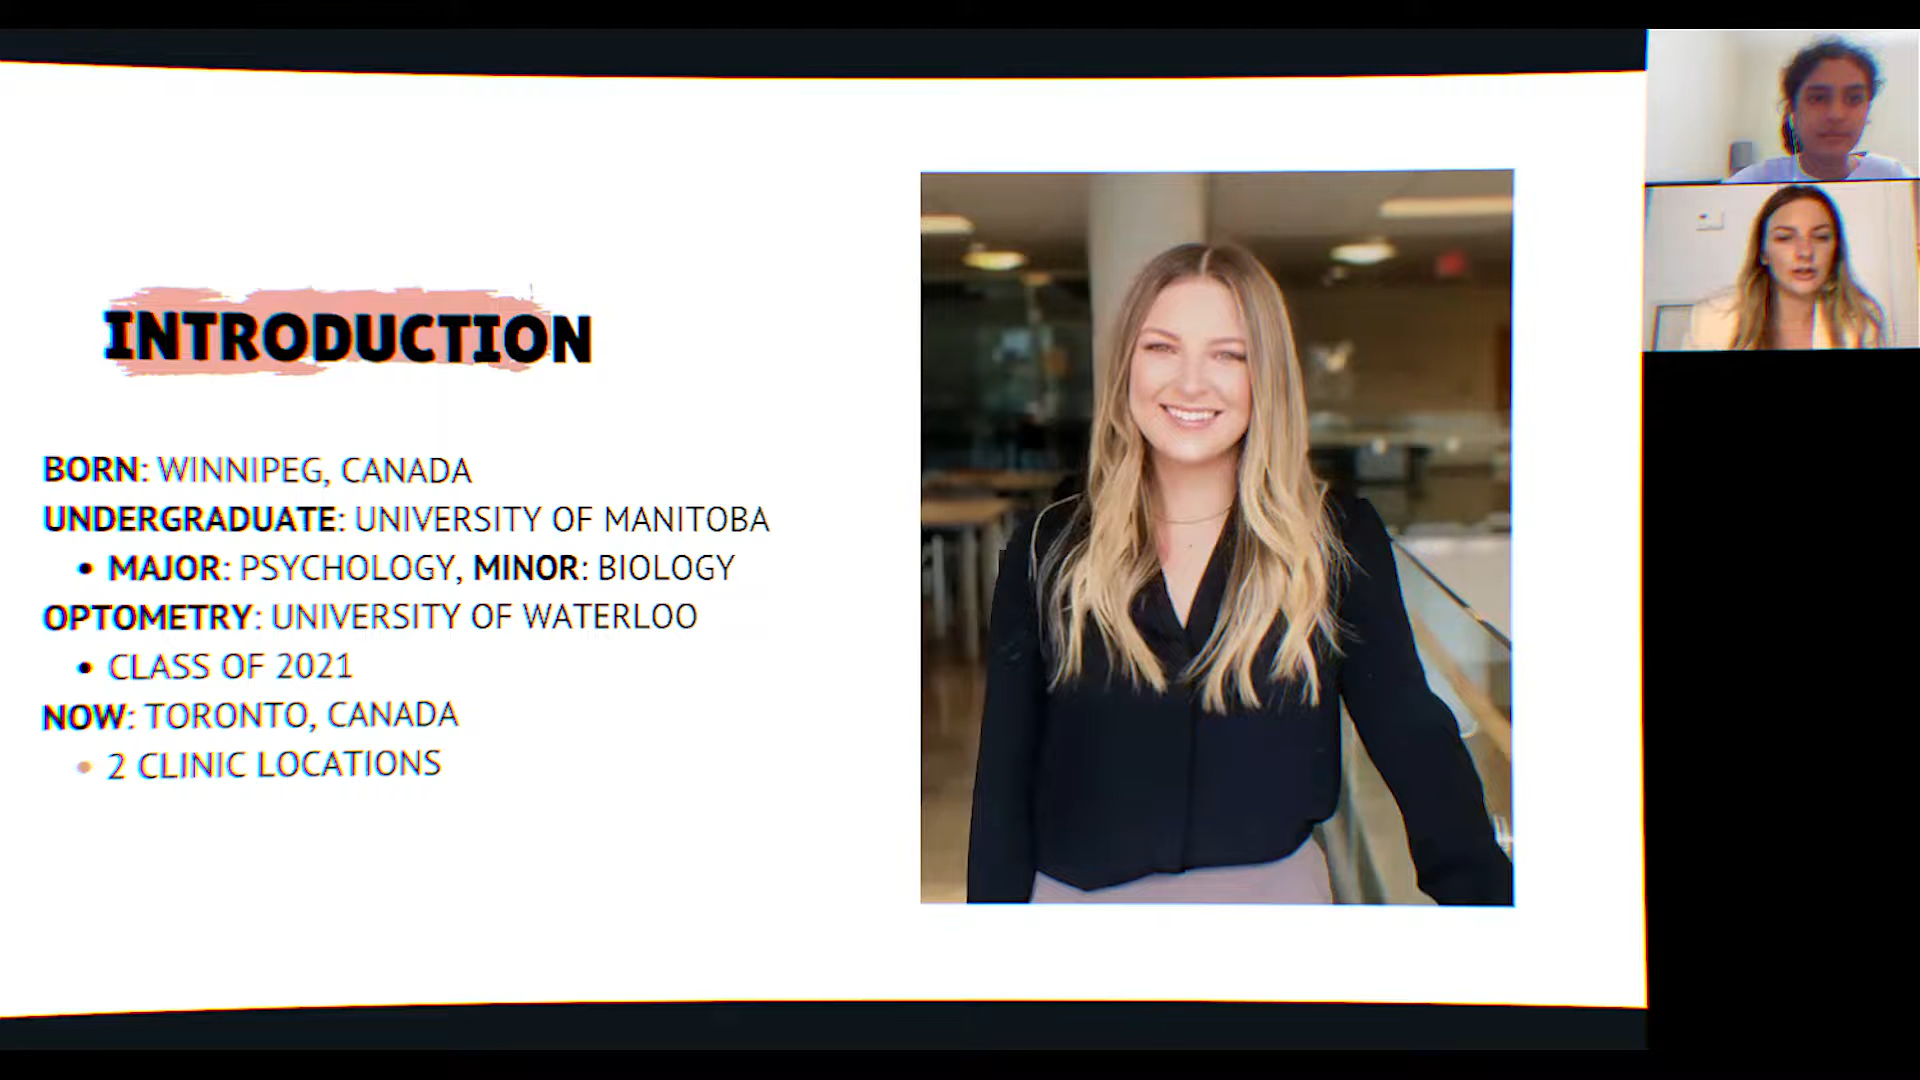 INTRODUCTION
BORN: WINNIPEG, CANADA
UNDERGRADUATE: UNIVERSITY OF MANITOBA
• MAJOR: PSYCHOLOGY, MINOR: BIOLOGY
OPTOMETRY: UNIVERSITY OF WATERLOO
• CLASS OF 2021
NOW: TORONTO, CANADA
• 2 CLINIC LOCATIONS